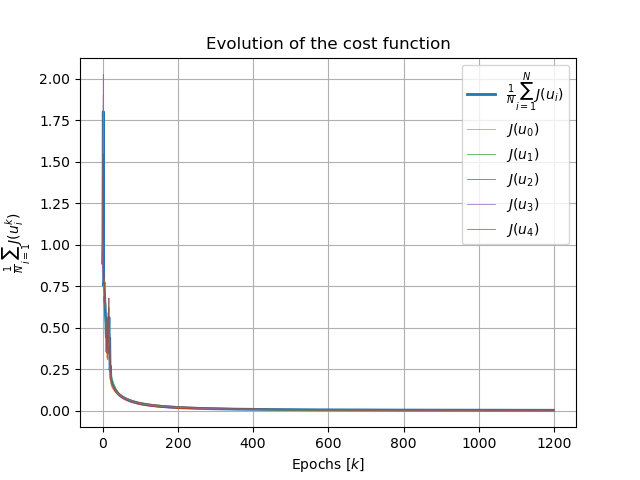 Evolution of the cost function
2.00
1.75
1.50
1.25
1.00
0.75
0.50
0.25
0.00
0 200 400 600 800 1000 1200
Epochs [k]
\frac{1}{N}\sum_{i=1} J(u_i^k)
\frac{1}{N}\sum_{i=1}^{N} J(u_i)
J(u_0)
J(u_1)
J(u_2)
J(u_3)
J(u_4)